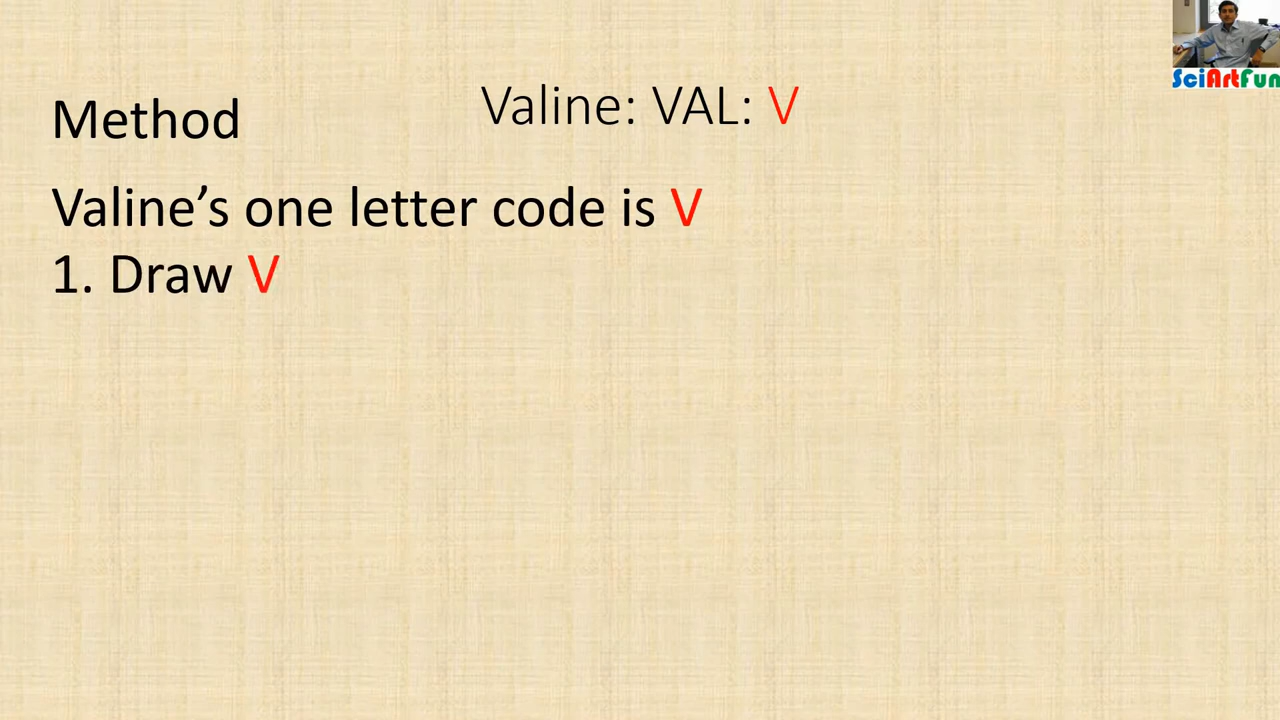 SciArtFun
Valine: VAL: V
Method
Valine’s one letter code is V
1. Draw V